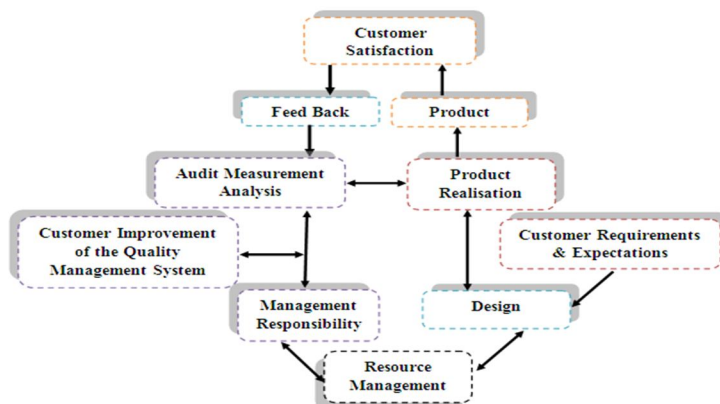 Customer
Satisfaction
Feed Back
Product
Audit Measurement
Analysis
Product
Realisation
Customer Improvement
of the Quality
Management System
Customer Requirements
& Expectations
Management
Responsibility
Design
Resource
Management